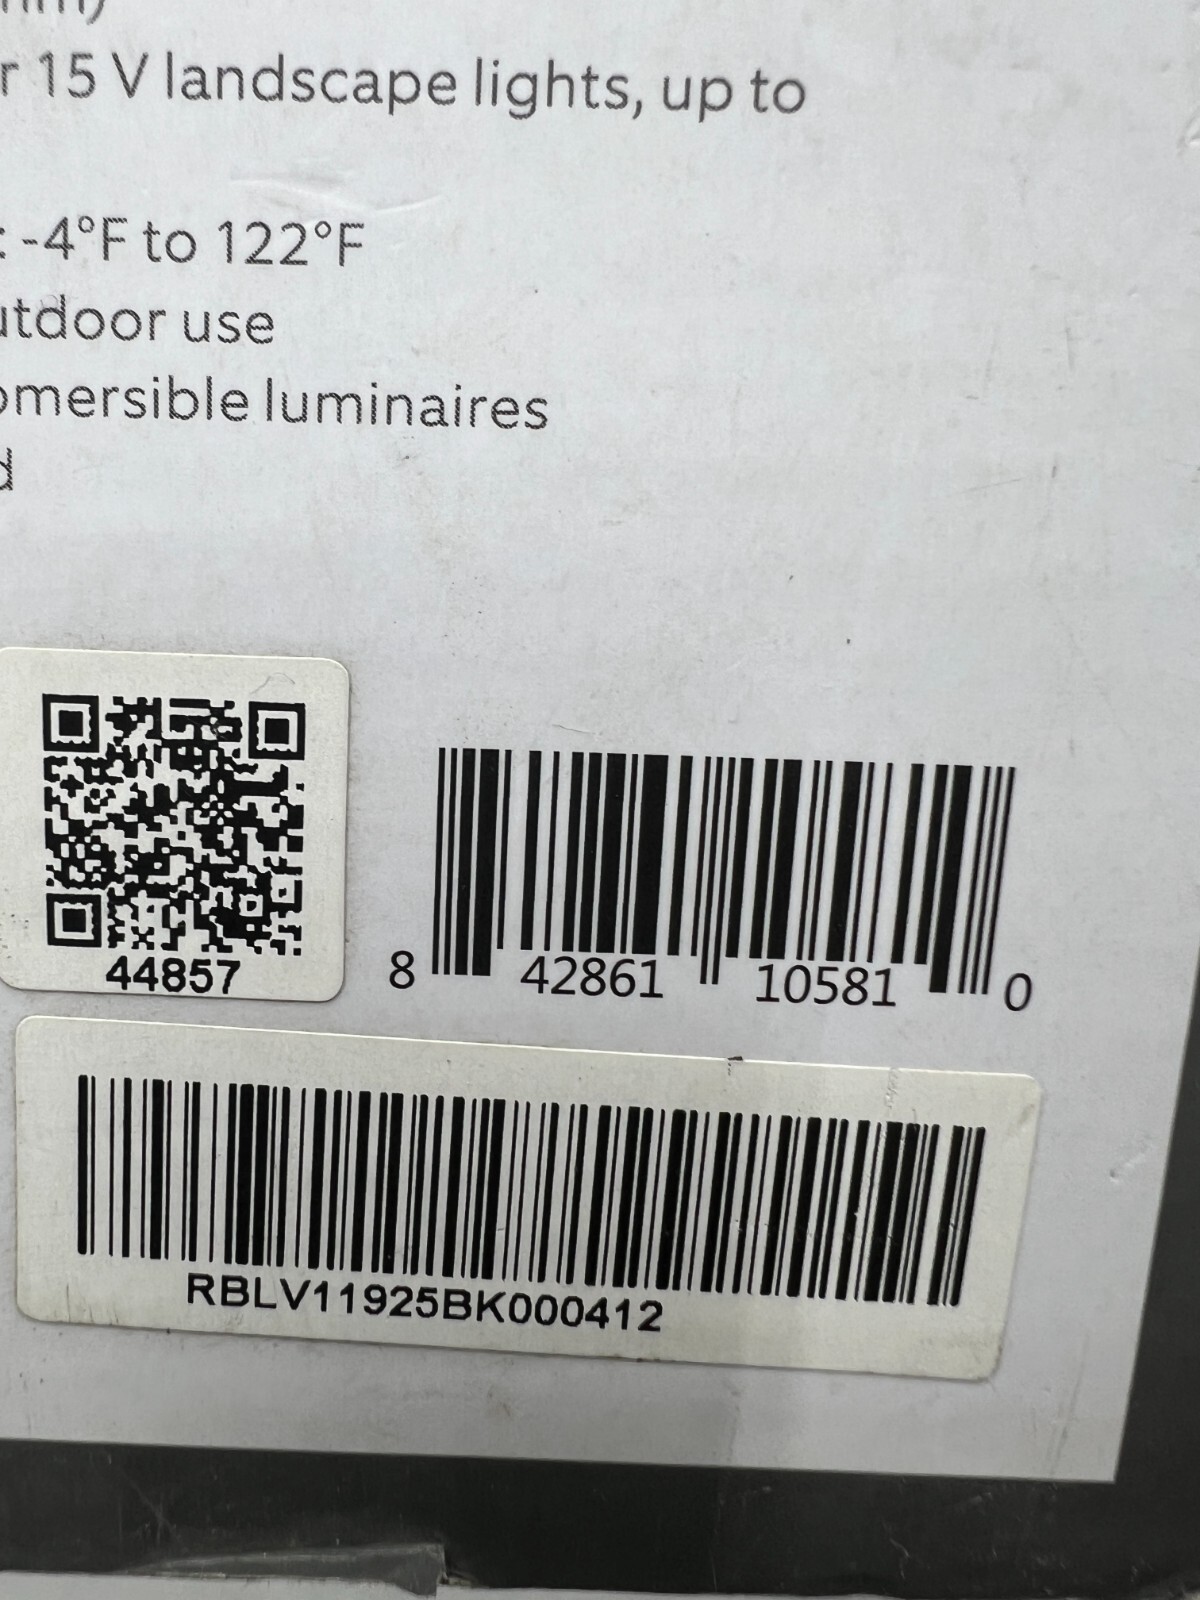 r 15 V landscape lights, up to
: -4°F to 122°F
utdoor use
omersible luminaires
d
44857
8 42861 10581 0
RBLV11925BK000412